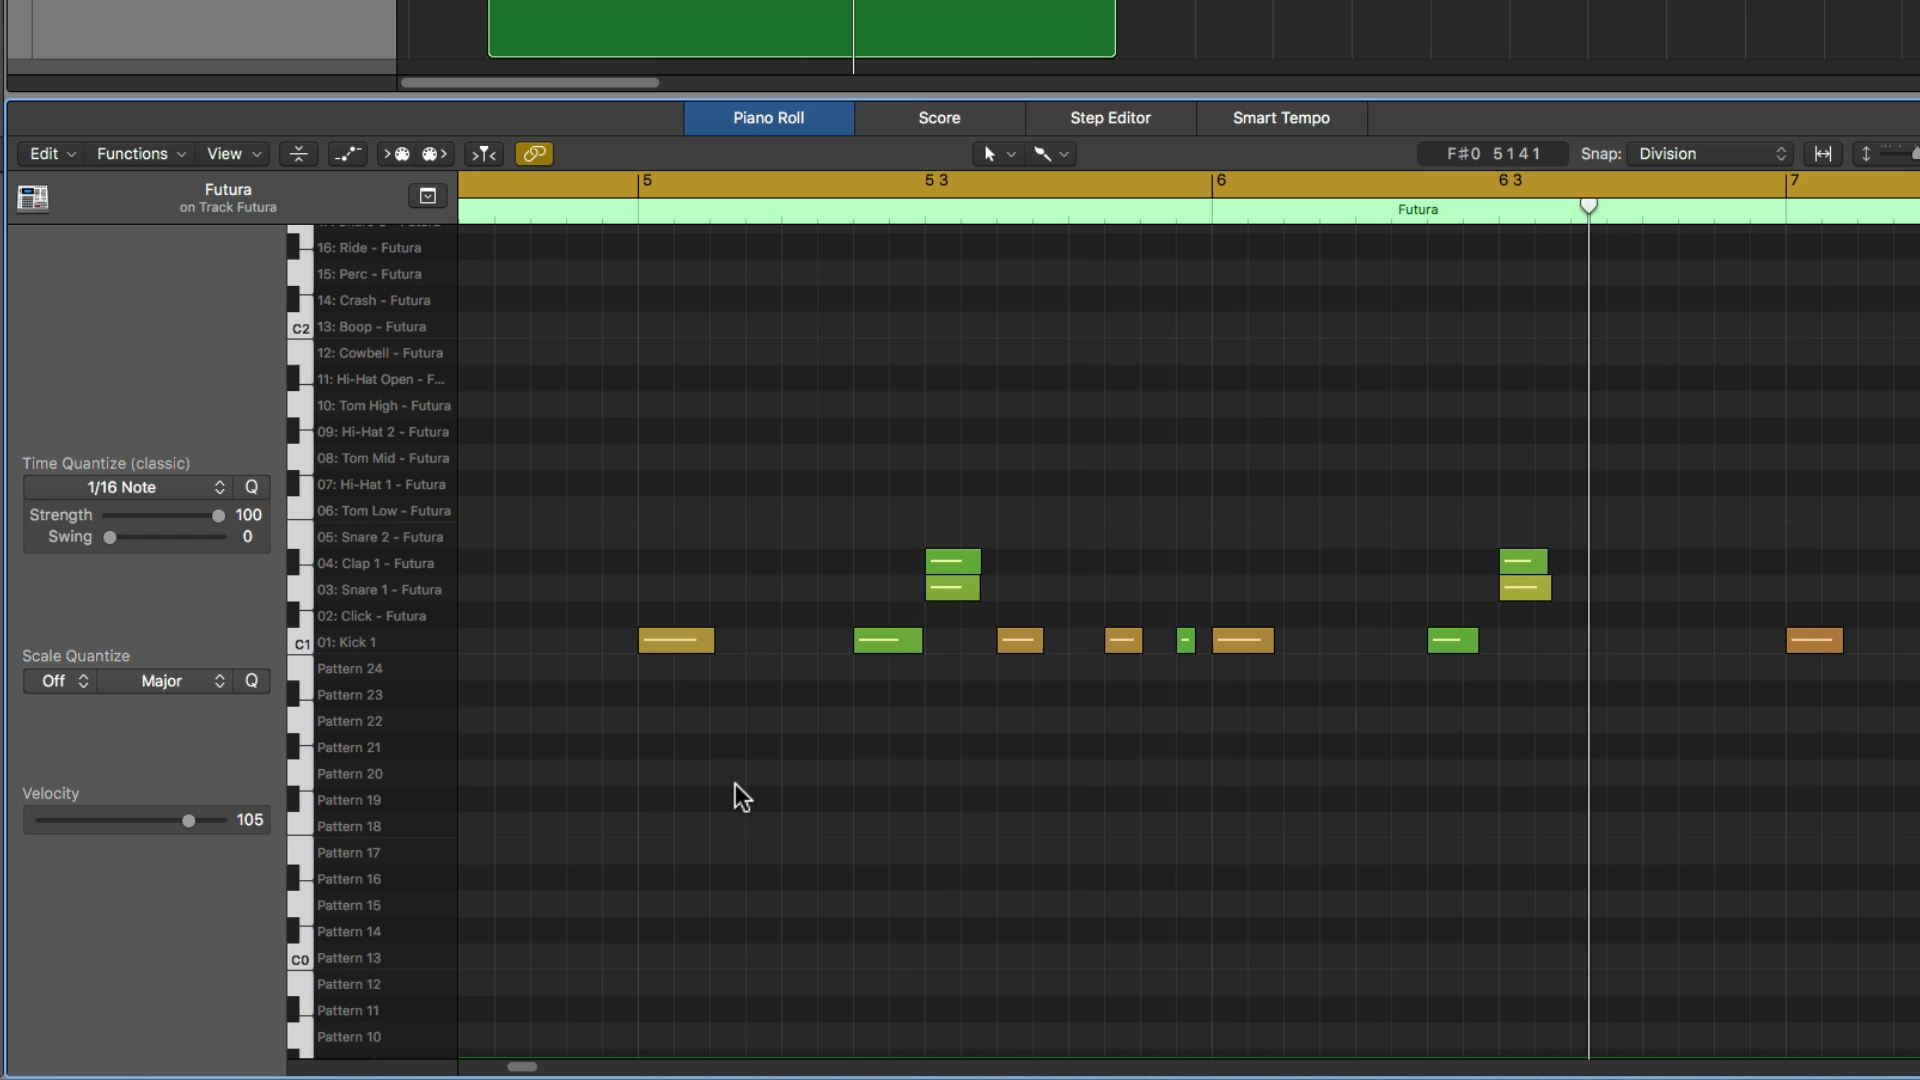 Piano Roll Score Step Editor Smart Tempo
Edit Functions View F#0 5141 Snap: Division
Futura
on Track Futura
5 5 3 6 6 3 7
Futura
16: Ride - Futura
15: Perc - Futura
14: Crash - Futura
C2 13: Boop - Futura
12: Cowbell - Futura
11: Hi-Hat Open - F...
10: Tom High - Futura
09: Hi-Hat 2 - Futura
08: Tom Mid - Futura
07: Hi-Hat 1 - Futura
06: Tom Low - Futura
05: Snare 2 - Futura
04: Clap 1 - Futura
03: Snare 1 - Futura
02: Click - Futura
C1 01: Kick 1
Pattern 24
Pattern 23
Pattern 22
Pattern 21
Pattern 20
Pattern 19
Pattern 18
Pattern 17
Pattern 16
Pattern 15
Pattern 14
C0 Pattern 13
Pattern 12
Pattern 11
Pattern 10
Time Quantize (classic)
1/16 Note Q
Strength 100
Swing 0
Scale Quantize
Off Major Q
Velocity
105